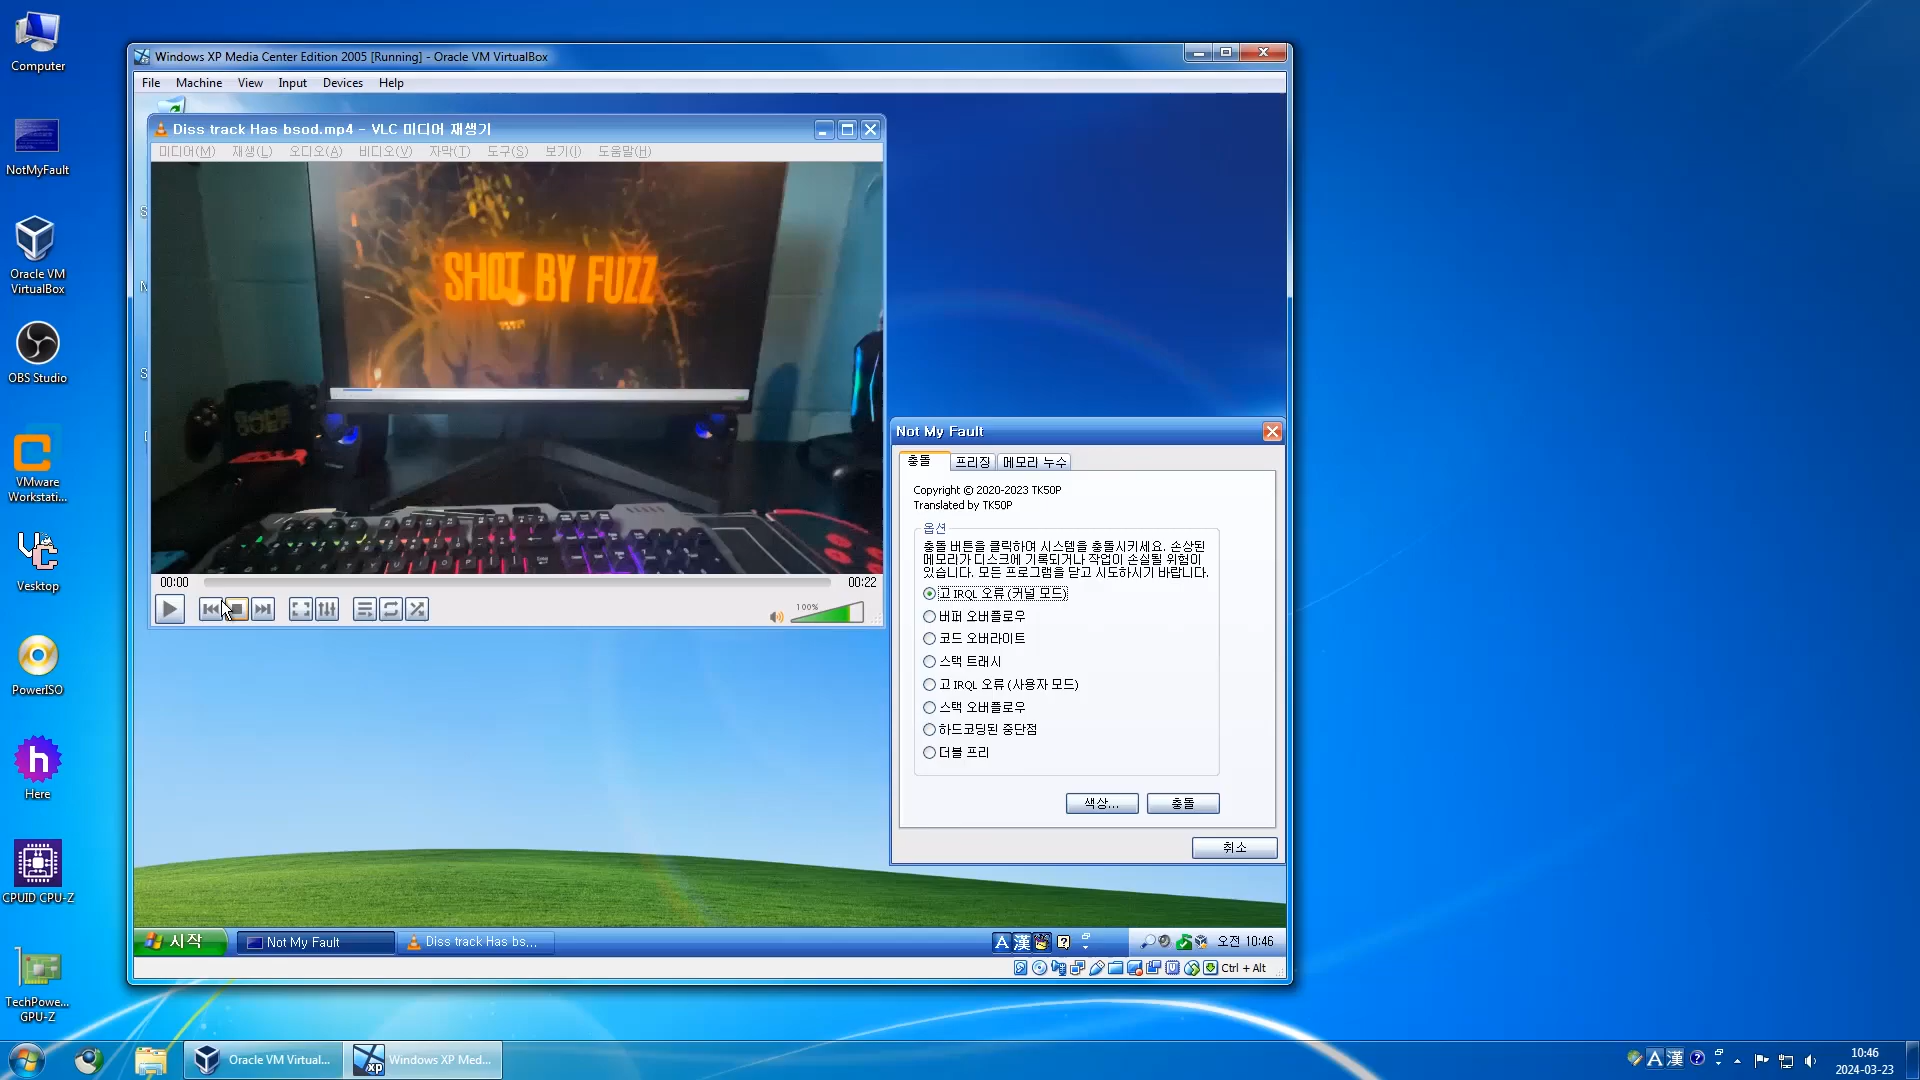 Computer
NotMyFault
Oracle VM
VirtualBox
OBS Studio
VMware
Workstati...
Vesktop
PowerISO
Here
CPUID CPU-Z
TechPowe...
GPU-Z
Windows XP Media Center Edition 2005 [Running] - Oracle VM VirtualBox
File Machine View Input Devices Help
Diss track Has bsod.mp4 - VLC 미디어 재생기
미디어(M) 재생(L) 오디오(A) 비디오(V) 자막(T) 도구(S) 보기(I) 도움말(H)
SHOT BY FUZZ
00:00
00:22
100%
Not My Fault
충돌 프리징 메모리 누수
Copyright © 2020-2023 TK50P
Translated by TK50P
옵션
충돌 버튼을 클릭하여 시스템을 충돌시키세요. 손상된
메모리가 디스크에 기록되거나 작업이 손실될 위험이
있습니다. 모든 프로그램을 닫고 시도하시기 바랍니다.
고 IRQL 오류 (커널 모드)
버퍼 오버플로우
코드 오버라이트
스택 트래시
고 IRQL 오류 (사용자 모드)
스택 오버플로우
하드코딩된 중단점
더블 프리
색상... 충돌
취소
시작
Not My Fault
Diss track Has bs...
A 漢
오전 10:46
Ctrl + Alt
Oracle VM Virtual...
Windows XP Med...
A 漢
10:46
2024-03-23